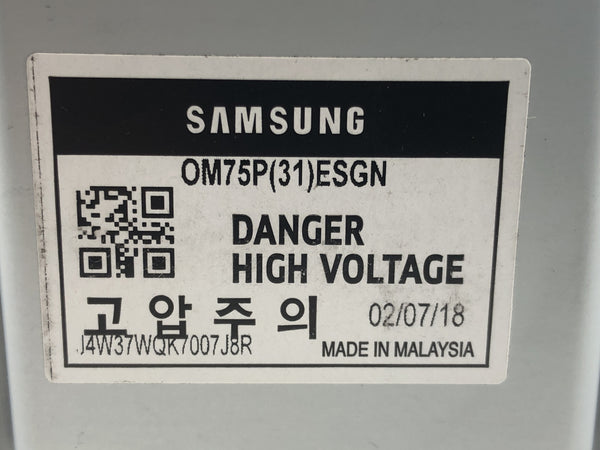 SAMSUNG
OM75P(31)ESGN
DANGER
HIGH VOLTAGE
고압주의
02/07/18
J4W37WQK7007J8R
MADE IN MALAYSIA